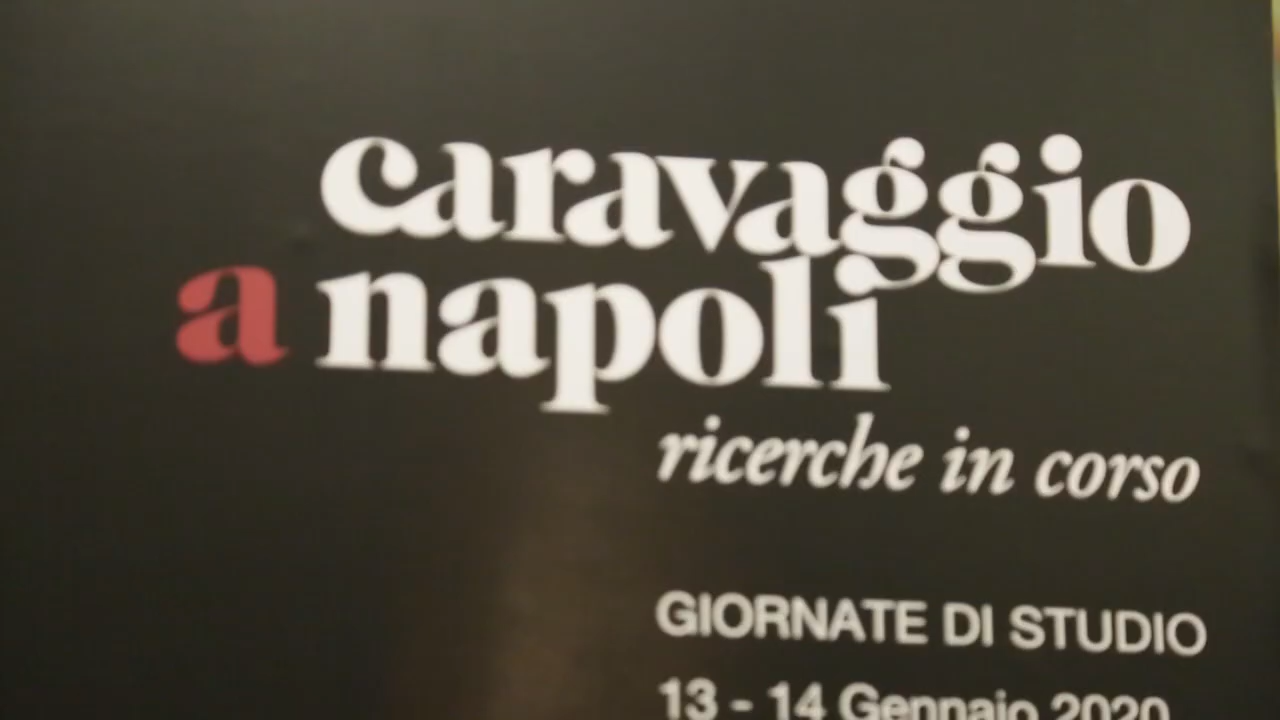 caravaggio
a napoli
ricerche in corso
GIORNATE DI STUDIO
13 - 14 Gennaio 2020